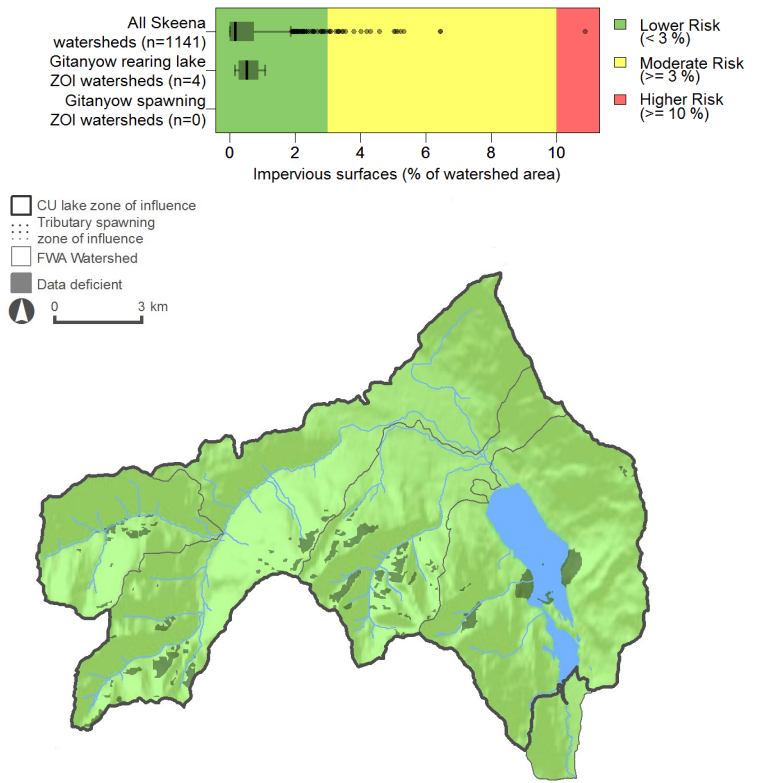 All Skeena
watersheds (n=1141)
Gitanyow rearing lake
ZOI watersheds (n=4)
Gitanyow spawning
ZOI watersheds (n=0)
0 2 4 6 8 10
Impervious surfaces (% of watershed area)
Lower Risk
(< 3 %)
Moderate Risk
(>= 3 %)
Higher Risk
(>= 10 %)
CU lake zone of influence
Tributary spawning
zone of influence
FWA Watershed
Data deficient
0 3 km